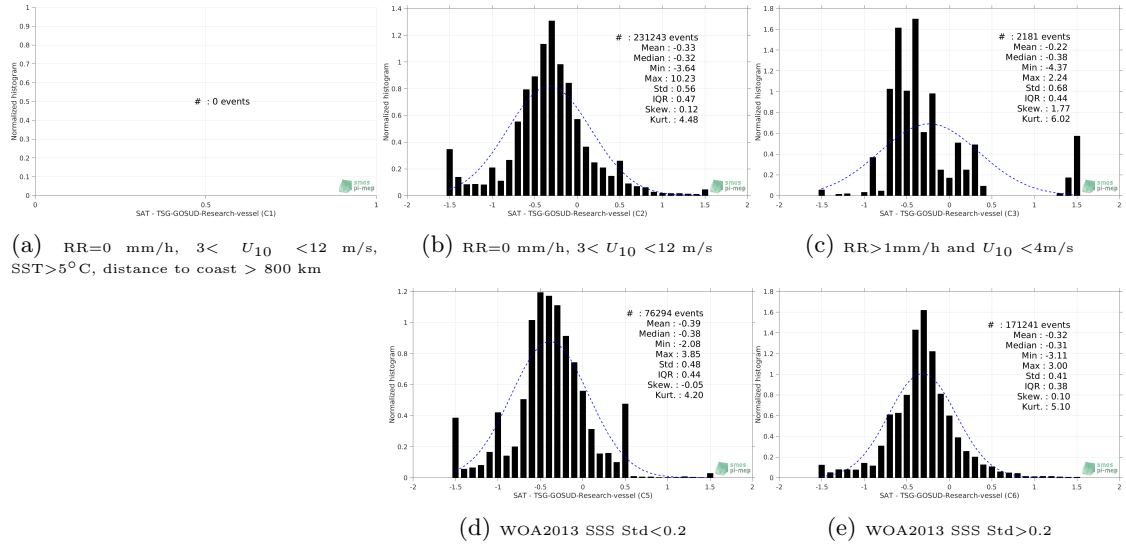 1
0.9
0.8
0.7
0.6
0.5
0.4
0.3
0.2
0.1
0
Normalized histogram
# : 0 events
smos
pi-mep
0 0.5 1
SAT - TSG-GOSUD-Research-vessel (C1)
(a) RR=0 mm/h, 3< U10 <12 m/s,
SST>5°C, distance to coast > 800 km
1.4
1.2
1
0.8
0.6
0.4
0.2
0
Normalized histogram
# : 231243 events
Mean : -0.33
Median : -0.32
Min : -3.64
Max : 10.23
Std : 0.56
IQR : 0.47
Skew. : 0.12
Kurt. : 4.48
smos
pi-mep
-2 -1.5 -1 -0.5 0 0.5 1 1.5 2
SAT - TSG-GOSUD-Research-vessel (C2)
(b) RR=0 mm/h, 3< U10 <12 m/s
1.8
1.6
1.4
1.2
1
0.8
0.6
0.4
0.2
0
Normalized histogram
# : 2181 events
Mean : -0.22
Median : -0.38
Min : -4.37
Max : 2.24
Std : 0.68
IQR : 0.44
Skew. : 1.77
Kurt. : 6.02
smos
pi-mep
-2 -1.5 -1 -0.5 0 0.5 1 1.5 2
SAT - TSG-GOSUD-Research-vessel (C3)
(c) RR>1mm/h and U10 <4m/s
1.2
1
0.8
0.6
0.4
0.2
0
Normalized histogram
# : 76294 events
Mean : -0.39
Median : -0.38
Min : -2.08
Max : 3.85
Std : 0.48
IQR : 0.44
Skew. : -0.05
Kurt. : 4.20
smos
pi-mep
-2 -1.5 -1 -0.5 0 0.5 1 1.5 2
SAT - TSG-GOSUD-Research-vessel (C5)
(d) WOA2013 SSS Std<0.2
1.8
1.6
1.4
1.2
1
0.8
0.6
0.4
0.2
0
Normalized histogram
# : 171241 events
Mean : -0.32
Median : -0.31
Min : -3.11
Max : 3.00
Std : 0.41
IQR : 0.38
Skew. : 0.10
Kurt. : 5.10
smos
pi-mep
-2 -1.5 -1 -0.5 0 0.5 1 1.5 2
SAT - TSG-GOSUD-Research-vessel (C6)
(e) WOA2013 SSS Std>0.2